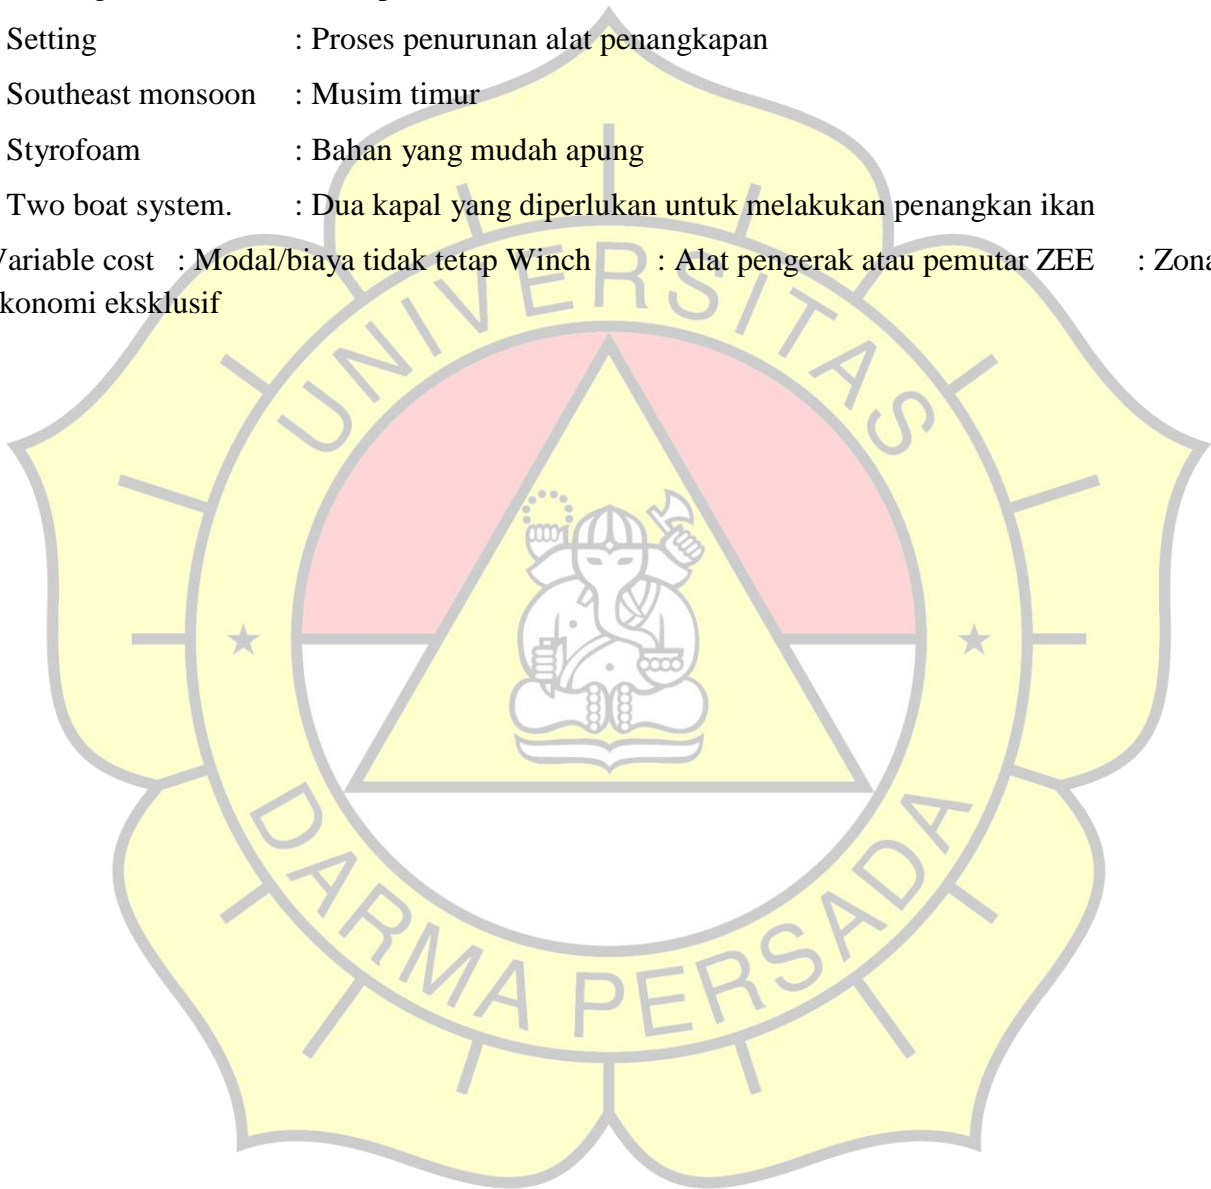 Setting : Proses penurunan alat penangkapan
Southeast monsoon : Musim timur
Styrofoam : Bahan yang mudah apung
Two boat system. : Dua kapal yang diperlukan untuk melakukan penangkan ikan
Variable cost : Modal/biaya tidak tetap Winch : Alat pengerak atau pemutar ZEE : Zona
konomi eksklusif
UNIVERSITAS
DARMA PERSADA